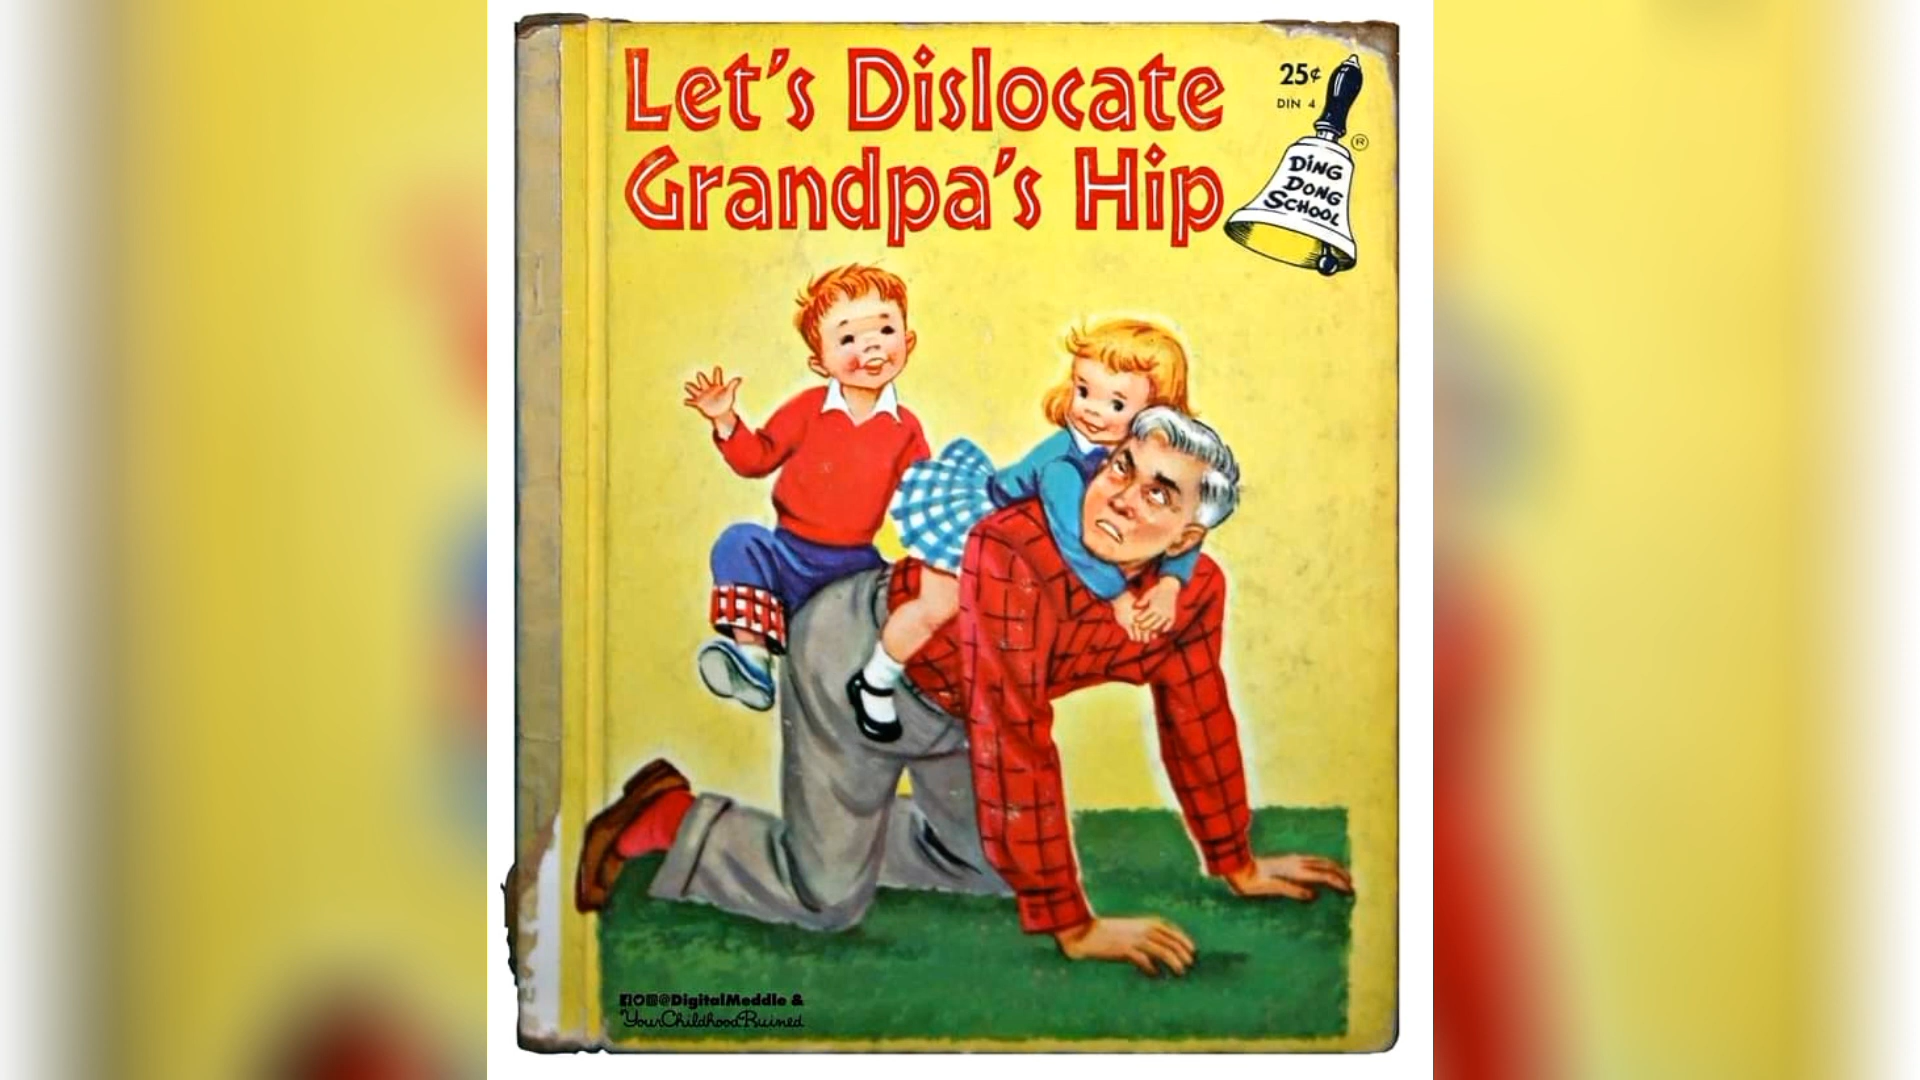 Let's Dislocate
Grandpa's Hip
25¢
DIN 4
®
DING
DONG
SCHOOL
@DigitalMeddle &
YourChildhoodRuined